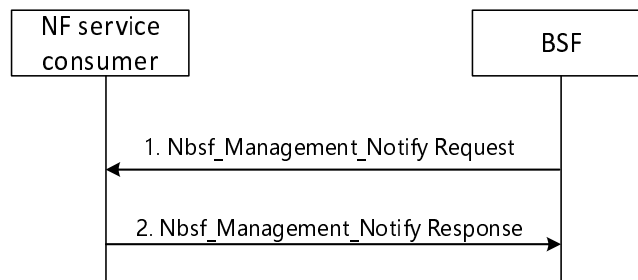 NF service
consumer
BSF
1. Nbsf_Management_Notify Request
2. Nbsf_Management_Notify Response